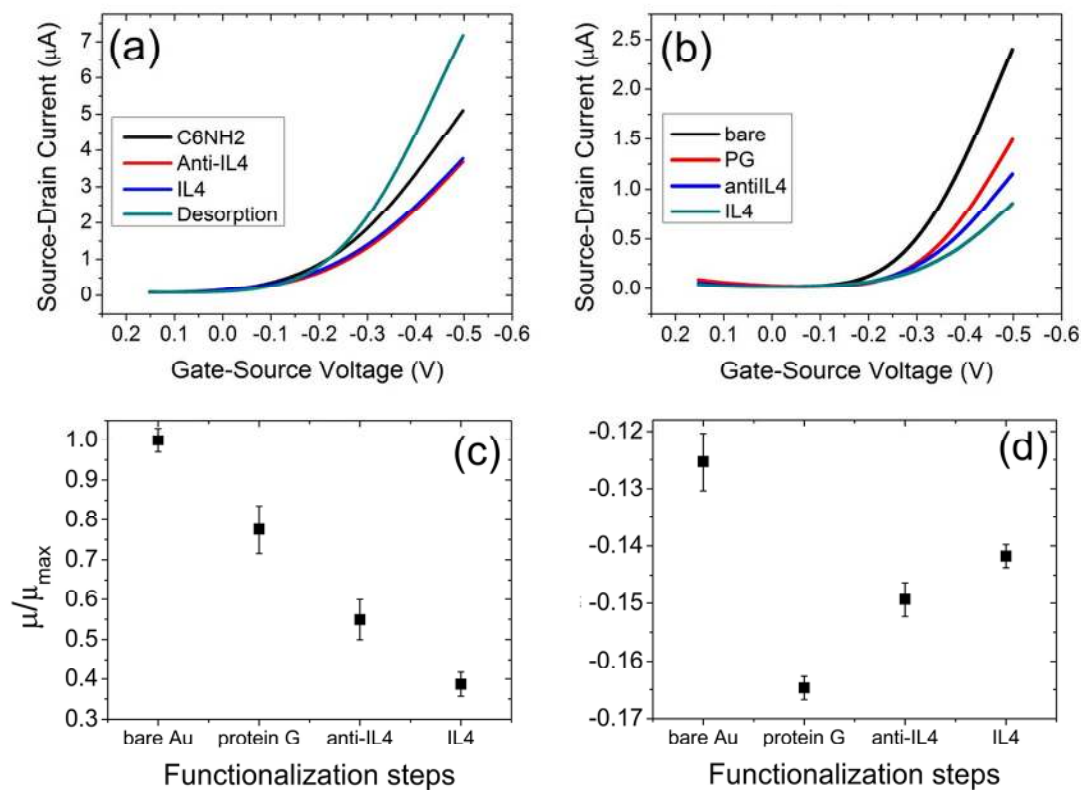 (a)
Source-Drain Current (μA)
7
6
5
4
3
2
1
0
C6NH2
Anti-IL4
IL4
Desorption
0.2 0.1 0.0 -0.1 -0.2 -0.3 -0.4 -0.5 -0.6
Gate-Source Voltage (V)
(b)
Source-Drain Current (μA)
2.5
2.0
1.5
1.0
0.5
0.0
bare
PG
antiIL4
IL4
0.2 0.1 0.0 -0.1 -0.2 -0.3 -0.4 -0.5 -0.6
Gate-Source Voltage (V)
(c)
μ/μmax
1.0
0.9
0.8
0.7
0.6
0.5
0.4
0.3
bare Au protein G anti-IL4 IL4
Functionalization steps
(d)
-0.12
-0.13
-0.14
-0.15
-0.16
-0.17
bare Au protein G anti-IL4 IL4
Functionalization steps